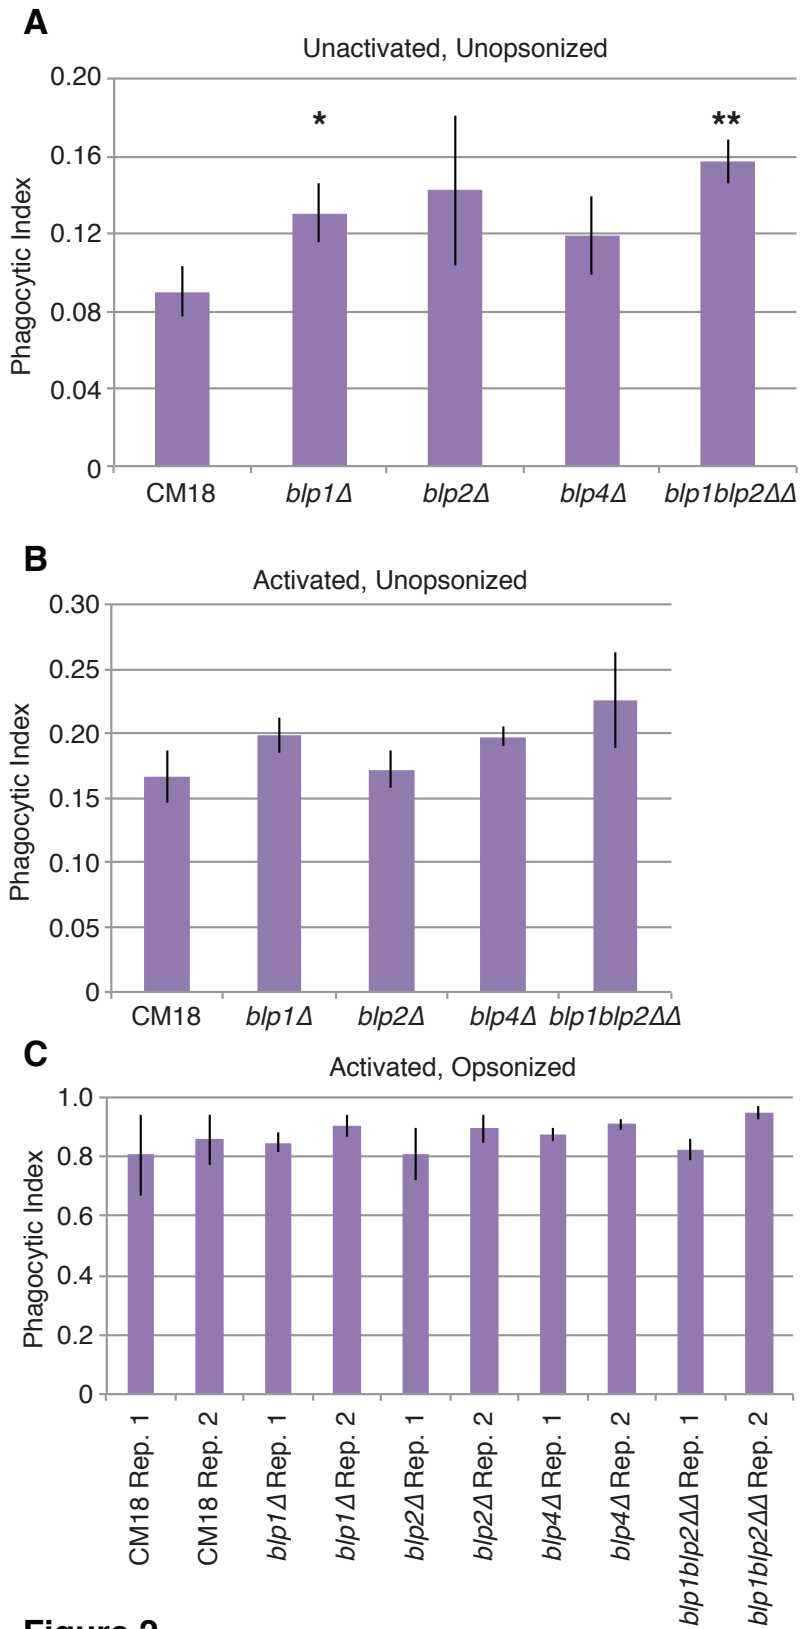 A
Unactivated, Unopsonized
Phagocytic Index
0.20
0.16
0.12
0.08
0.04
0
*
**
CM18 blp1Δ blp2Δ blp4Δ blp1blp2ΔΔ
B
Activated, Unopsonized
Phagocytic Index
0.30
0.25
0.20
0.15
0.10
0.05
0
CM18 blp1Δ blp2Δ blp4Δ blp1blp2ΔΔ
C
Activated, Opsonized
Phagocytic Index
1.0
0.8
0.6
0.4
0.2
0
CM18 Rep. 1
CM18 Rep. 2
blp1Δ Rep. 1
blp1Δ Rep. 2
blp2Δ Rep. 1
blp2Δ Rep. 2
blp4Δ Rep. 1
blp4Δ Rep. 2
blp1blp2ΔΔ Rep. 1
blp1blp2ΔΔ Rep. 2
Figure 2